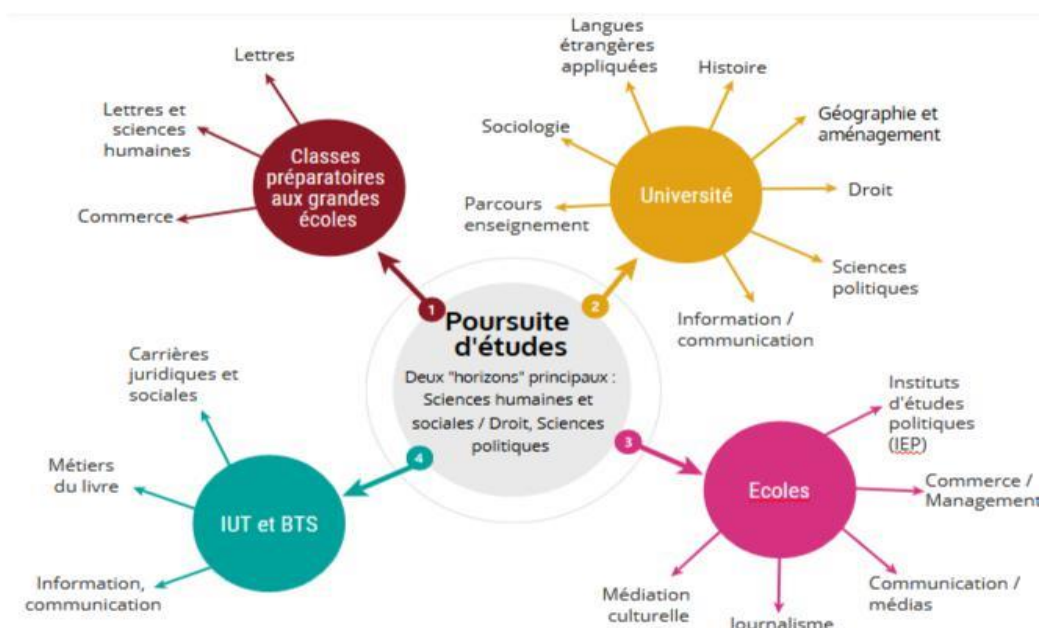 Lettres
Lettres et
sciences
humaines
Commerce
Classes
préparatoires
aux grandes
écoles
Langues
étrangères
appliquées
Histoire
Sociologie
Géographie et
aménagement
Parcours
enseignement
Université
Droit
Sciences
politiques
Information /
communication
1
2
Poursuite
d'études
Deux "horizons" principaux :
Sciences humaines et
sociales / Droit, Sciences
politiques
3
4
Carrières
juridiques et
sociales
Métiers
du livre
Information,
communication
IUT et BTS
Instituts
d'études
politiques
(IEP)
Ecoles
Commerce /
Management
Communication /
médias
Médiation
culturelle
Journalisme